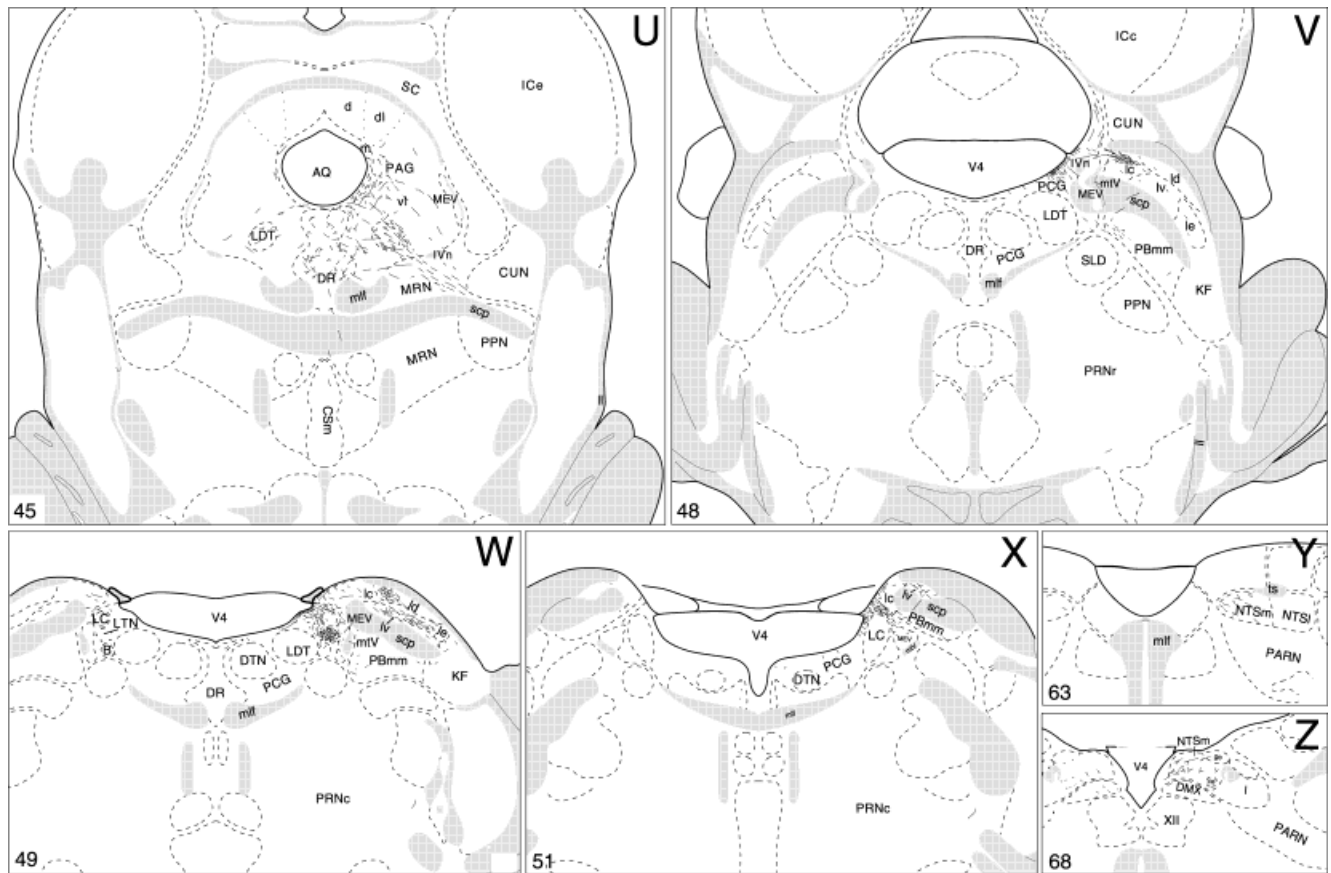 U
SC
ICe
d
dl
m
AQ
PAG
vl
MEV
LDT
IVn
DR
CUN
mlf
MRN
scp
PPN
MRN
CSm
ll
45
V
ICc
CUN
V4
IVn
lc
ld
PCG
MEV
mtV
lv
scp
LDT
le
DR
PCG
PBmm
SLD
mlf
PPN
KF
PRNr
48
W
lc
ld
LC
LTN
V4
MEV
lv
le
mtV
scp
B
DTN
LDT
PBmm
DR
PCG
KF
mlf
PRNc
49
X
lc
lv
scp
PBmm
V4
LC
MEV
PCG
DTN
mlf
PRNc
51
Y
ts
NTSm
NTSl
mlf
PARN
63
Z
NTSm
V4
DMX
l
XII
PARN
68